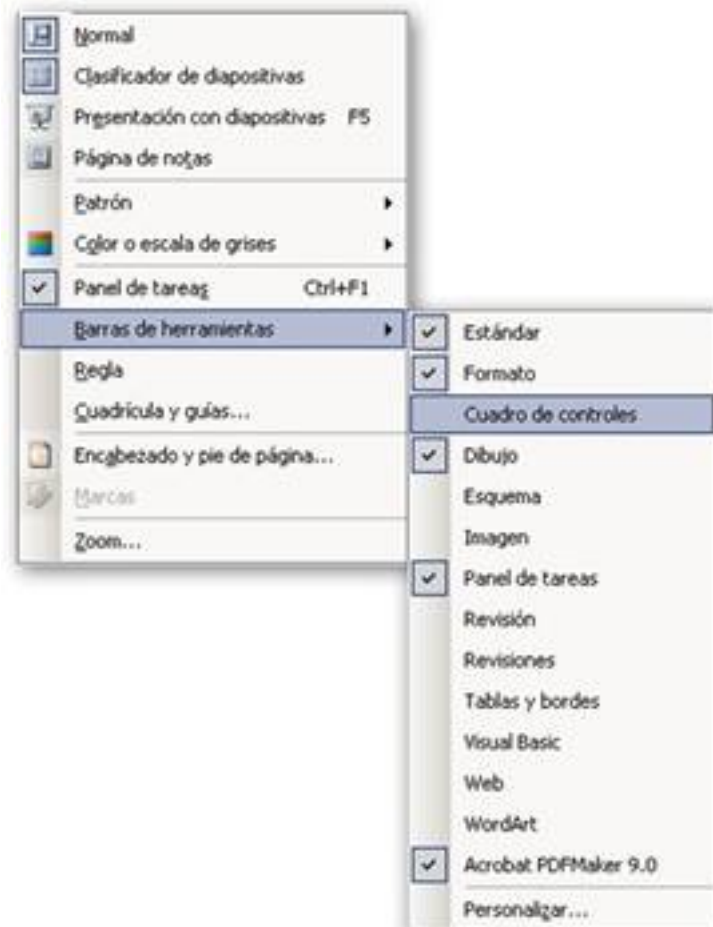 Normal
Clasificador de diapositivas
Presentación con diapositivas F5
Página de notas
Patrón
Color o escala de grises
Panel de tareas Ctrl+F1
Barras de herramientas
Regla
Cuadrícula y guías...
Encabezado y pie de página...
Marcas
Zoom...
Estándar
Formato
Cuadro de controles
Dibujo
Esquema
Imagen
Panel de tareas
Revisión
Revisiones
Tablas y bordes
Visual Basic
Web
WordArt
Acrobat PDFMaker 9.0
Personalizar...